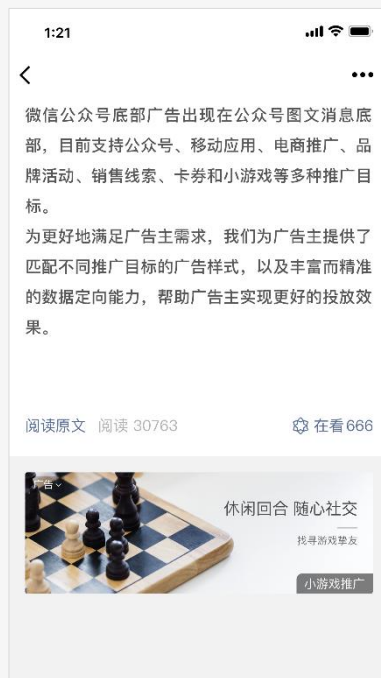 1:21
微信公众号底部广告出现在公众号图文消息底
部，目前支持公众号、移动应用、电商推广、品
牌活动、销售线索、卡券和小游戏等多种推广目
标。
为更好地满足广告主需求，我们为广告主提供了
匹配不同推广目标的广告样式，以及丰富而精准
的数据定向能力，帮助广告主实现更好的投放效
果。
阅读原文 阅读 30763 在看 666
广告
休闲回合 随心社交
找寻游戏挚友
小游戏推广